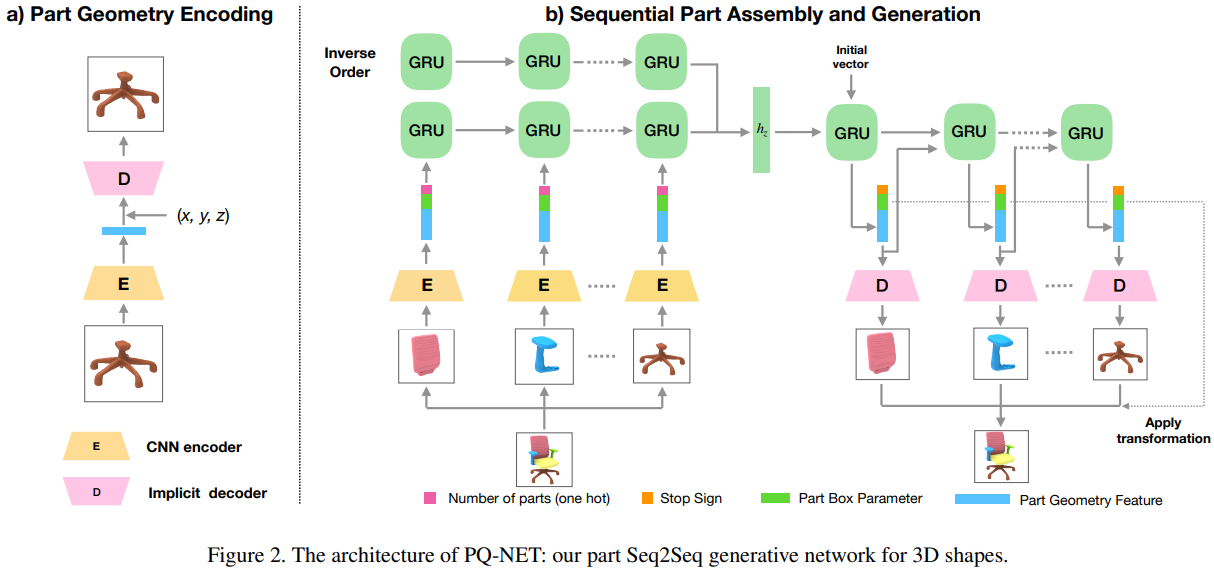 a) Part Geometry Encoding
b) Sequential Part Assembly and Generation
Inverse
Order
GRU
GRU
GRU
Initial
vector
GRU
GRU
GRU
h_z
GRU
GRU
GRU
D
(x, y, z)
E
E
E
E
D
D
D
Apply
transformation
E
CNN encoder
D
Implicit decoder
Number of parts (one hot)
Stop Sign
Part Box Parameter
Part Geometry Feature
Figure 2. The architecture of PQ-NET: our part Seq2Seq generative network for 3D shapes.